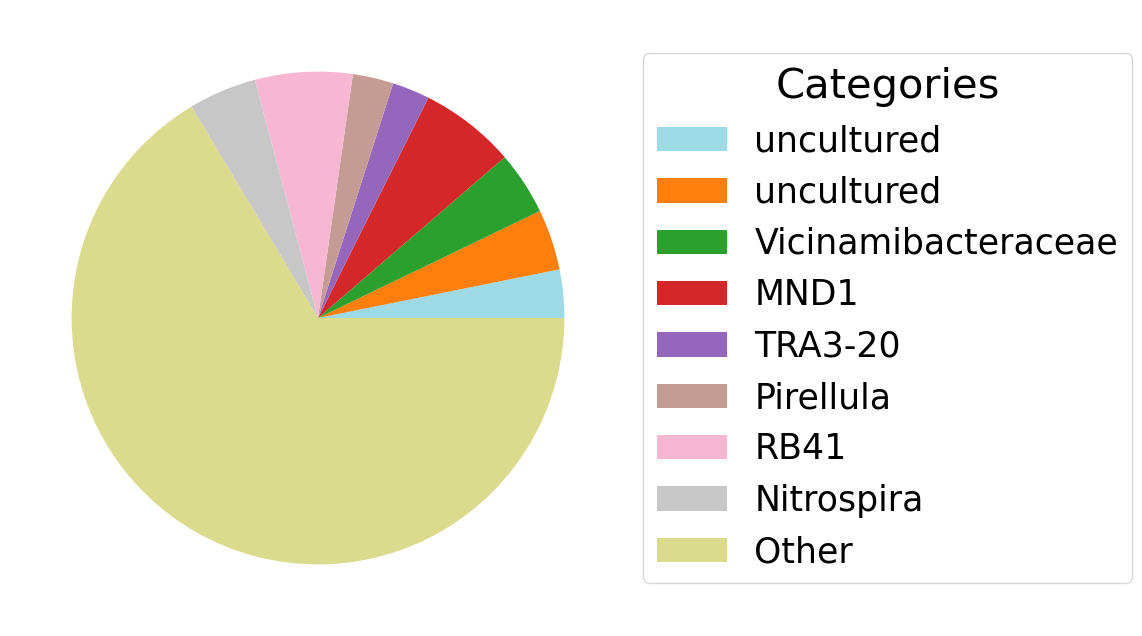 Categories
uncultured
uncultured
Vicinamibacteraceae
MND1
TRA3-20
Pirellula
RB41
Nitrospira
Other